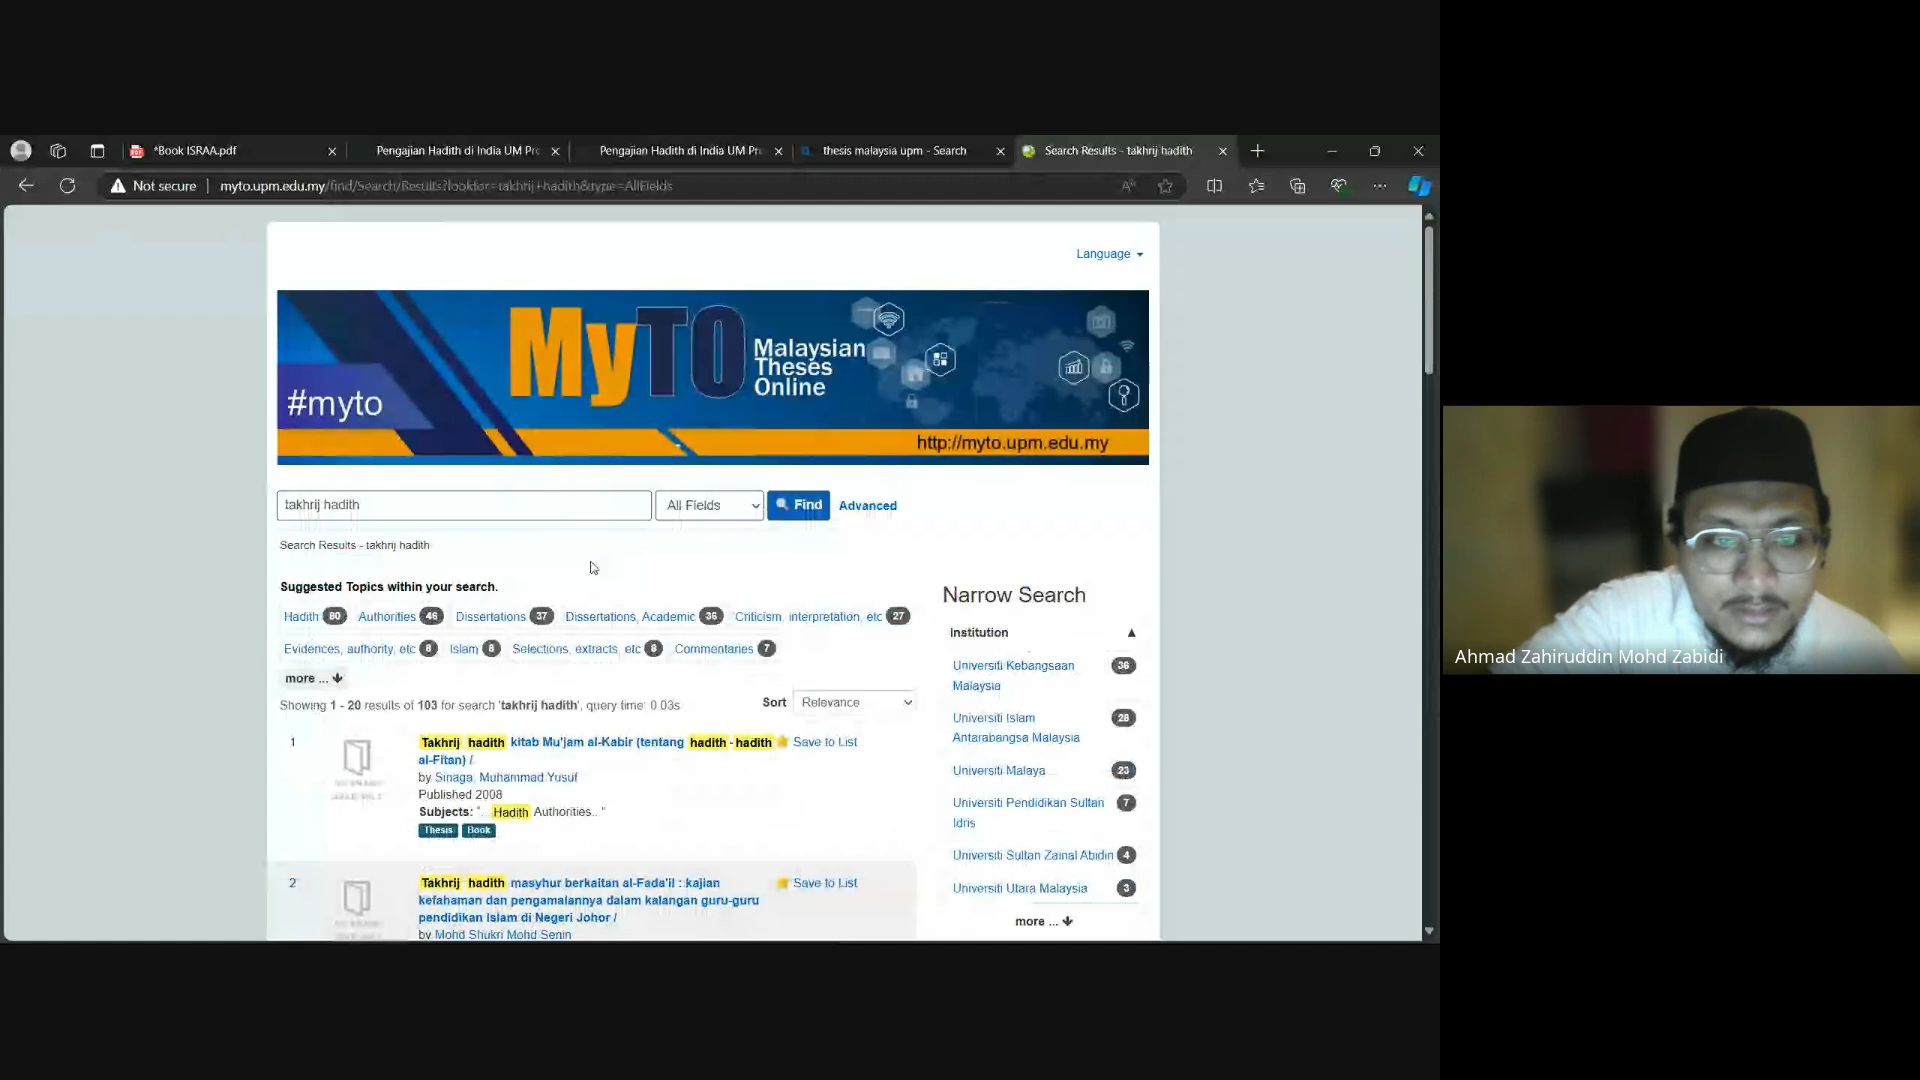 *Book ISRAA.pdf
Pengajian Hadith di India UM Pr
Pengajian Hadith di India UM Pr
thesis malaysia upm - Search
Search Results - takhrij hadith
Not secure
myto.upm.edu.my/find/Search/Results?lookfor=takhrij+hadith&type=AllFields
Language
#myto
MyTO
Malaysian
Theses
Online
http://myto.upm.edu.my
takhrij hadith
All Fields
Find
Advanced
Search Results - takhrij hadith
Suggested Topics within your search.
Hadith 80 Authorities 46 Dissertations 37 Dissertations, Academic 36 Criticism, interpretation, etc 27
Evidences, authority, etc 8 Islam 8 Selections, extracts, etc 8 Commentaries 7
more ...
Showing 1 - 20 results of 103 for search 'takhrij hadith', query time: 0.03s
Sort Relevance
1
Takhrij hadith kitab Mu'jam al-Kabir (tentang hadith-hadith
al-Fitan) /
by Sinaga, Muhammad Yusuf
Published 2008
Subjects: "...Hadith Authorities..."
Thesis Book
Save to List
2
Takhrij hadith masyhur berkaitan al-Fada'il : kajian
kefahaman dan pengamalannya dalam kalangan guru-guru
pendidikan Islam di Negeri Johor /
by Mohd Shukri Mohd Senin
Save to List
Narrow Search
Institution
Universiti Kebangsaan
Malaysia
36
Universiti Islam
Antarabangsa Malaysia
28
Universiti Malaya
23
Universiti Pendidikan Sultan
Idris
7
Universiti Sultan Zainal Abidin 4
Universiti Utara Malaysia 3
more ...
Ahmad Zahiruddin Mohd Zabidi